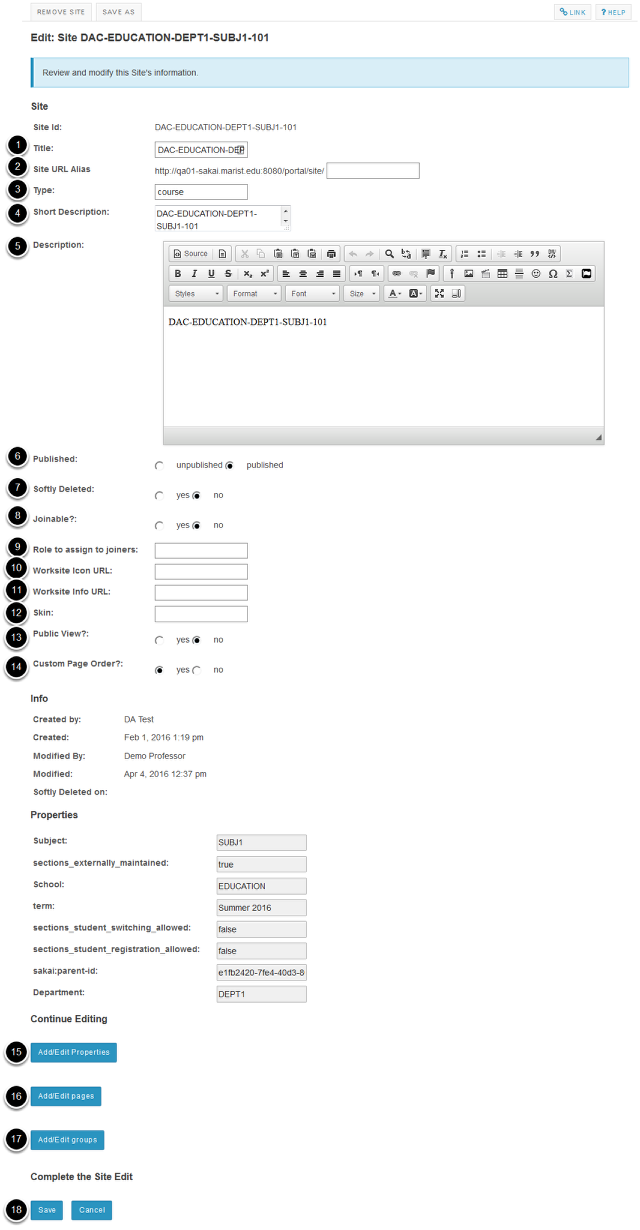 REMOVE SITE SAVE AS LINK ? HELP
Edit: Site DAC-EDUCATION-DEPT1-SUBJ1-101
Review and modify this Site's information.
Site
Site Id: DAC-EDUCATION-DEPT1-SUBJ1-101
1 Title: DAC-EDUCATION-DEP
2 Site URL Alias http://qa01-sakai.marist.edu:8080/portal/site/
3 Type: course
4 Short Description: DAC-EDUCATION-DEPT1-
SUBJ1-101
5 Description:
Source
B I U S x₂ x²
Styles Format Font Size A A
DAC-EDUCATION-DEPT1-SUBJ1-101
6 Published: unpublished published
7 Softly Deleted: yes no
8 Joinable?: yes no
9 Role to assign to joiners:
10 Worksite Icon URL:
11 Worksite Info URL:
12 Skin:
13 Public View?: yes no
14 Custom Page Order?: yes no
Info
Created by: DA Test
Created: Feb 1, 2016 1:19 pm
Modified By: Demo Professor
Modified: Apr 4, 2016 12:37 pm
Softly Deleted on:
Properties
Subject: SUBJ1
sections_externally_maintained: true
School: EDUCATION
term: Summer 2016
sections_student_switching_allowed: false
sections_student_registration_allowed: false
sakai:parent-id: e1fb2420-7fe4-40d3-8
Department: DEPT1
Continue Editing
15 Add/Edit Properties
16 Add/Edit pages
17 Add/Edit groups
Complete the Site Edit
18 Save Cancel